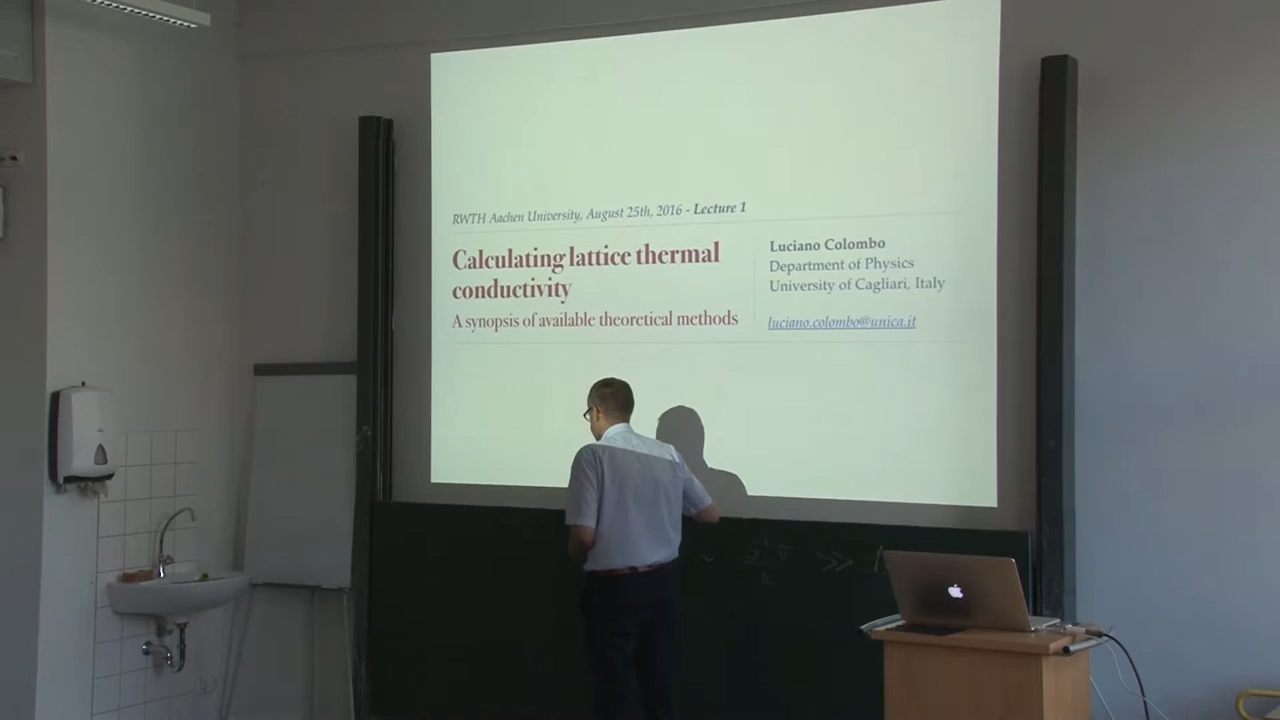 RWTH Aachen University, August 25th, 2016 - Lecture 1
Calculating lattice thermal
conductivity
A synopsis of available theoretical methods
Luciano Colombo
Department of Physics
University of Cagliari, Italy
luciano.colombo@unica.it